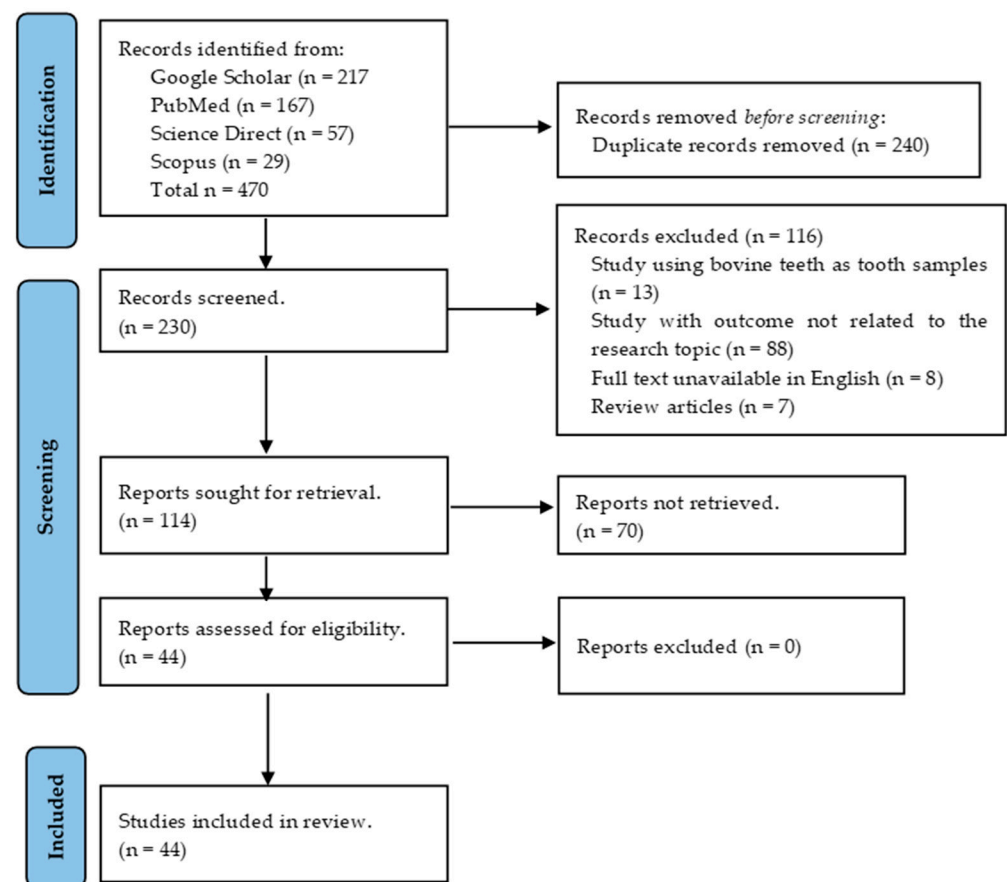 Identification
Records identified from:
Google Scholar (n = 217
PubMed (n = 167)
Science Direct (n = 57)
Scopus (n = 29)
Total n = 470
Records removed before screening:
Duplicate records removed (n = 240)
Screening
Records screened.
(n = 230)
Records excluded (n = 116)
Study using bovine teeth as tooth samples
(n = 13)
Study with outcome not related to the
research topic (n = 88)
Full text unavailable in English (n = 8)
Review articles (n = 7)
Reports sought for retrieval.
(n = 114)
Reports not retrieved.
(n = 70)
Reports assessed for eligibility.
(n = 44)
Reports excluded (n = 0)
Included
Studies included in review.
(n = 44)